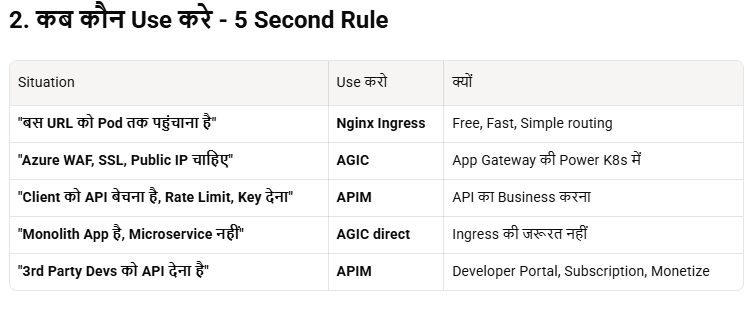 2. कब कौन Use करे - 5 Second Rule
Situation Use करो क्यों
"बस URL को Pod तक पहुंचाना है" Nginx Ingress Free, Fast, Simple routing
"Azure WAF, SSL, Public IP चाहिए" AGIC App Gateway की Power K8s में
"Client को API बेचना है, Rate Limit, Key देना" APIM API का Business करना
"Monolith App है, Microservice नहीं" AGIC direct Ingress की जरूरत नहीं
"3rd Party Devs को API देना है" APIM Developer Portal, Subscription, Monetize